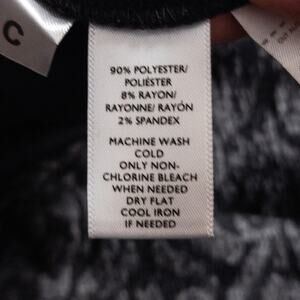 C
90% POLYESTER/
POLIÉSTER
8% RAYON/
RAYONNE/ RAYÓN
2% SPANDEX
MACHINE WASH
COLD
ONLY NON-
CHLORINE BLEACH
WHEN NEEDED
DRY FLAT
COOL IRON
IF NEEDED